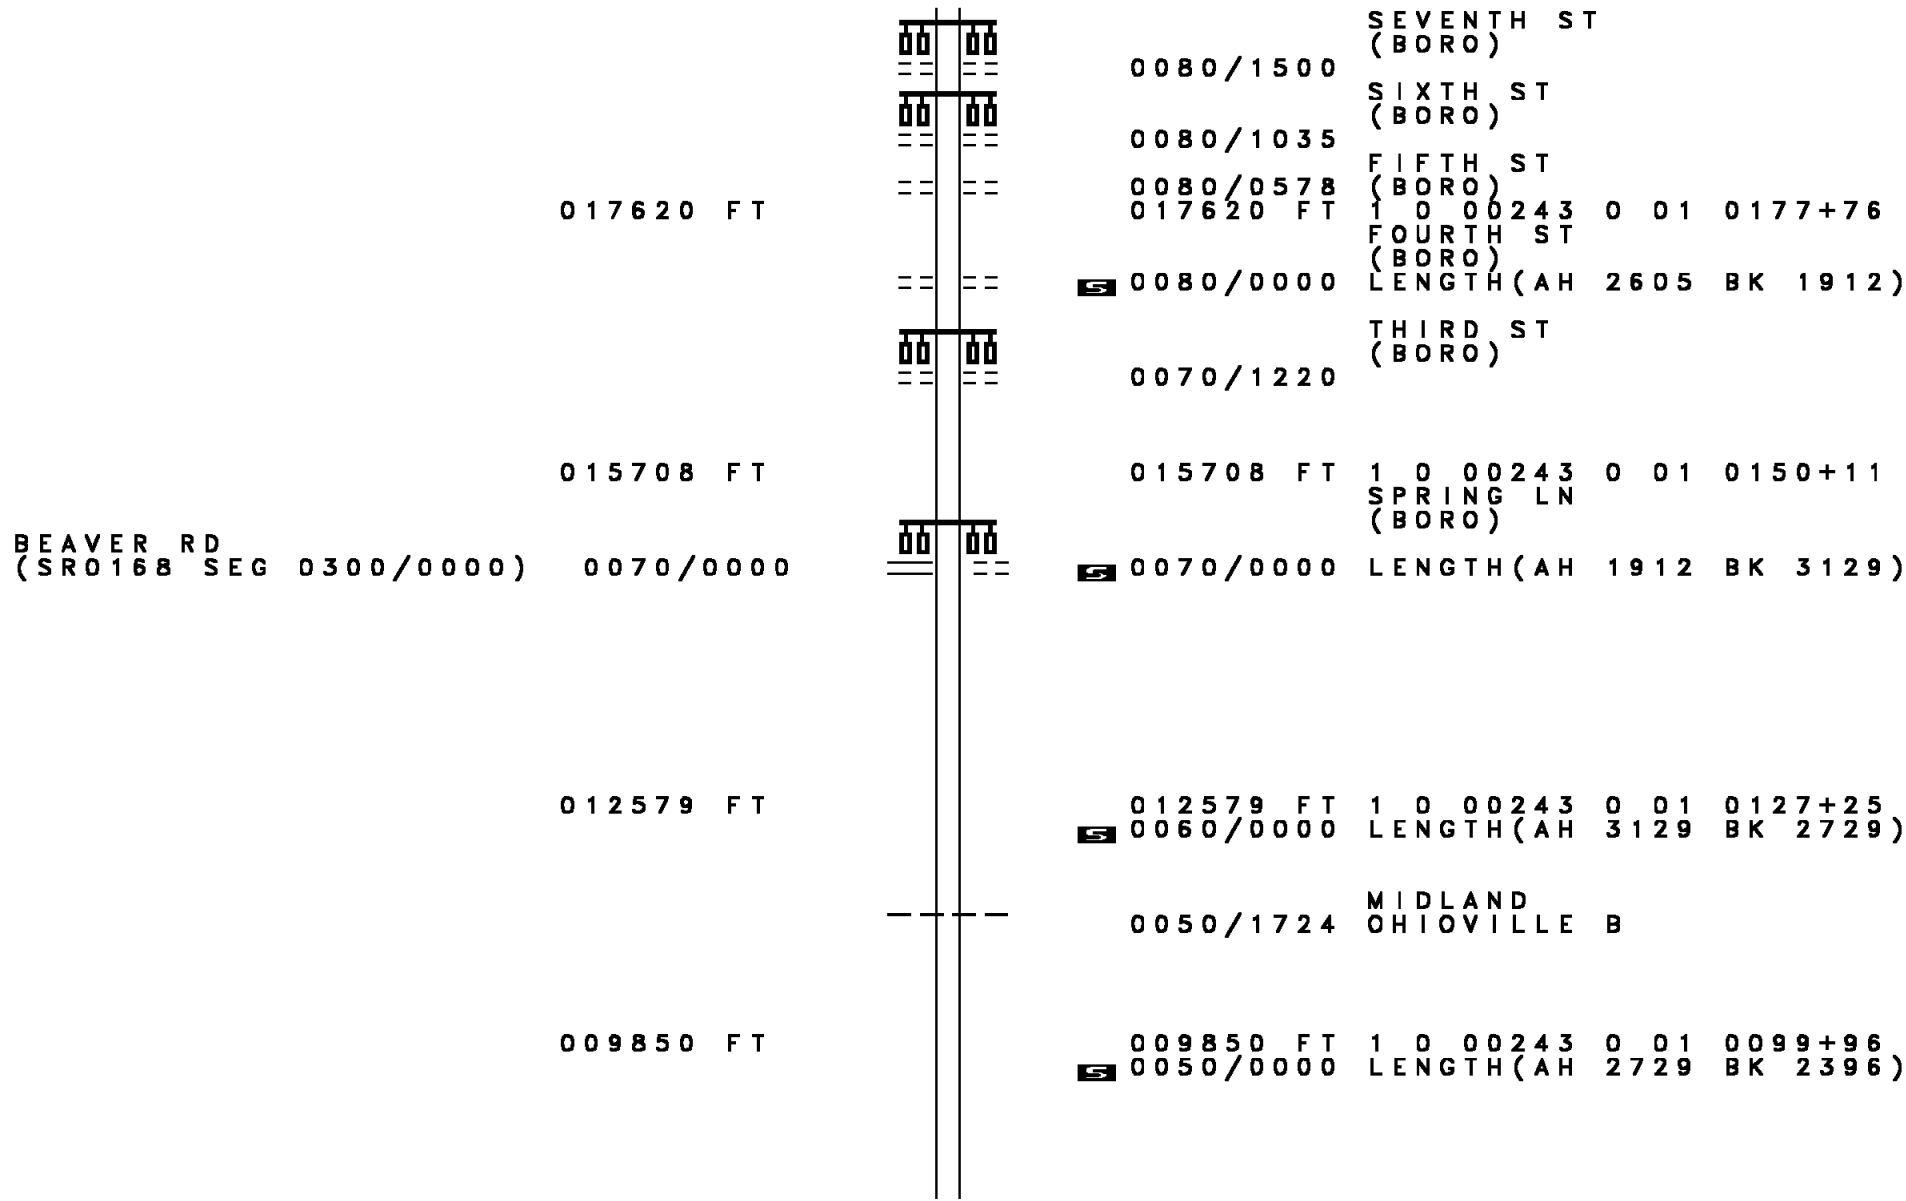 SEVENTH ST
(BORO)
0080/1500
SIXTH ST
(BORO)
0080/1035
FIFTH ST
0080/0578 (BORO)
017620 FT 017620 FT 1 0 00243 0 01 0177+76
FOURTH ST
(BORO)
S 0080/0000 LENGTH(AH 2605 BK 1912)
THIRD ST
(BORO)
0070/1220
015708 FT 015708 FT 1 0 00243 0 01 0150+11
SPRING LN
(BORO)
BEAVER RD
(SR0168 SEG 0300/0000) 0070/0000 S 0070/0000 LENGTH(AH 1912 BK 3129)
012579 FT 012579 FT 1 0 00243 0 01 0127+25
S 0060/0000 LENGTH(AH 3129 BK 2729)
MIDLAND
0050/1724 OHIOVILLE B
009850 FT 009850 FT 1 0 00243 0 01 0099+96
S 0050/0000 LENGTH(AH 2729 BK 2396)